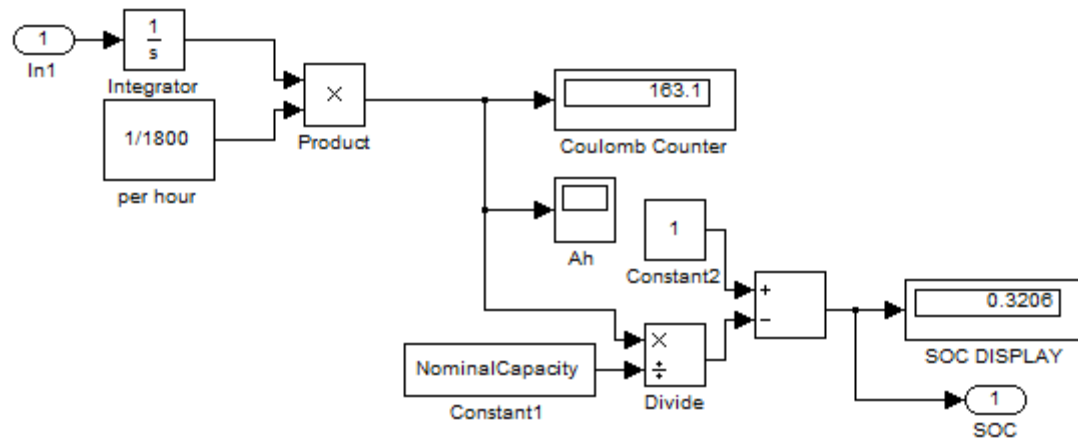 1
In1
1
s
Integrator
1/1800
per hour
×
Product
163.1
Coulomb Counter
Ah
1
Constant2
NominalCapacity
Constant1
×
÷
Divide
+
−
0.3206
SOC DISPLAY
1
SOC